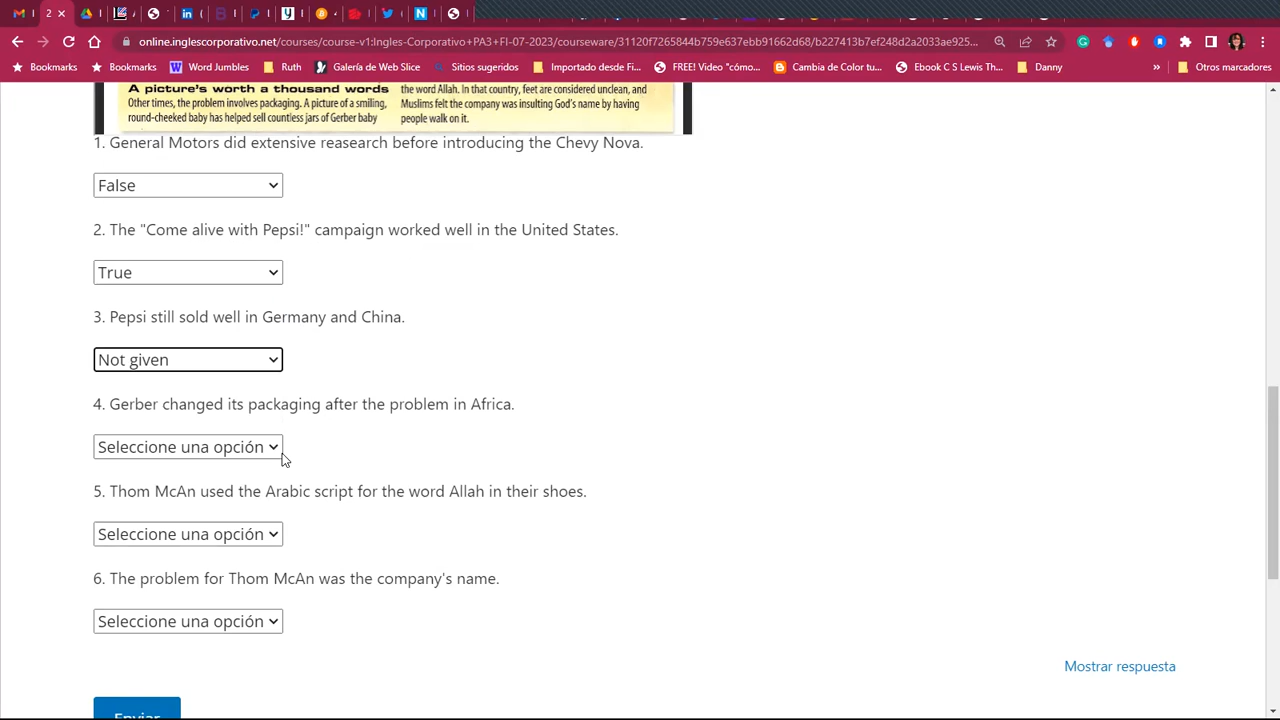 2
online.inglescorporativo.net/courses/course-v1:Ingles-Corporativo+PA3+FI-07-2023/courseware/31120f7265844b759e637ebb91662d68/b227413b7ef248d2a2033ae925...
Bookmarks Bookmarks Word Jumbles Ruth Galería de Web Slice Sitios sugeridos Importado desde Fi... FREE! Video "cómo... Cambia de Color tu... Ebook C S Lewis Th... Danny » Otros marcadores
A picture's worth a thousand words
Other times, the problem involves packaging. A picture of a smiling,
round-cheeked baby has helped sell countless jars of Gerber baby
the word Allah. In that country, feet are considered unclean, and
Muslims felt the company was insulting God's name by having
people walk on it.
1. General Motors did extensive reasearch before introducing the Chevy Nova.
False
2. The "Come alive with Pepsi!" campaign worked well in the United States.
True
3. Pepsi still sold well in Germany and China.
Not given
4. Gerber changed its packaging after the problem in Africa.
Seleccione una opción
5. Thom McAn used the Arabic script for the word Allah in their shoes.
Seleccione una opción
6. The problem for Thom McAn was the company's name.
Seleccione una opción
Mostrar respuesta
Enviar